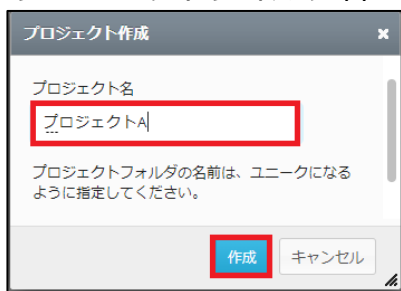 プロジェクト作成
プロジェクト名
プロジェクトA
プロジェクトフォルダの名前は、ユニークになる
ように指定してください。
作成 キャンセル